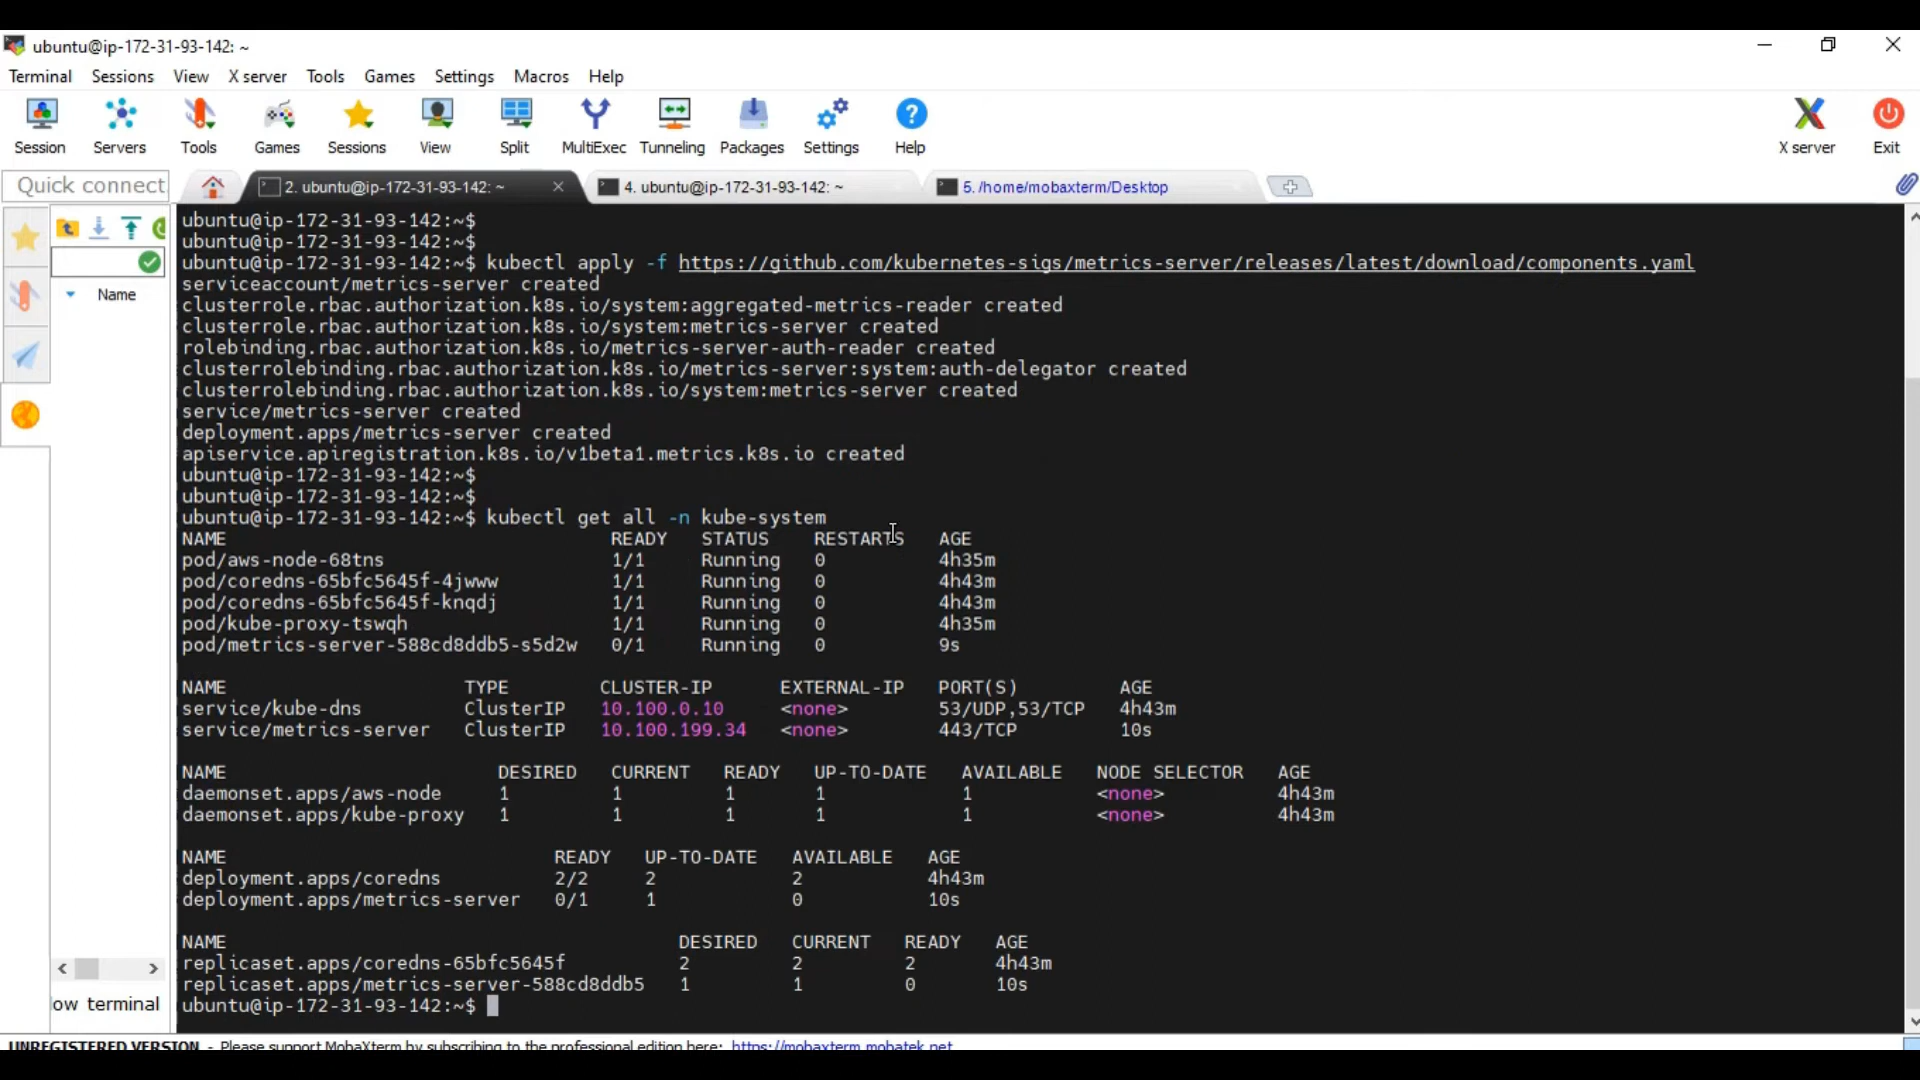 ubuntu@ip-172-31-93-142: ~
Terminal Sessions View X server Tools Games Settings Macros Help
Session Servers Tools Games Sessions View Split MultiExec Tunneling Packages Settings Help X server Exit
Quick connect. 2. ubuntu@ip-172-31-93-142: ~ 4. ubuntu@ip-172-31-93-142: ~ 5. /home/mobaxterm/Desktop
Name
ubuntu@ip-172-31-93-142:~$
ubuntu@ip-172-31-93-142:~$
ubuntu@ip-172-31-93-142:~$ kubectl apply -f https://github.com/kubernetes-sigs/metrics-server/releases/latest/download/components.yaml
serviceaccount/metrics-server created
clusterrole.rbac.authorization.k8s.io/system:aggregated-metrics-reader created
clusterrole.rbac.authorization.k8s.io/system:metrics-server created
rolebinding.rbac.authorization.k8s.io/metrics-server-auth-reader created
clusterrolebinding.rbac.authorization.k8s.io/metrics-server:system:auth-delegator created
clusterrolebinding.rbac.authorization.k8s.io/system:metrics-server created
service/metrics-server created
deployment.apps/metrics-server created
apiservice.apiregistration.k8s.io/v1beta1.metrics.k8s.io created
ubuntu@ip-172-31-93-142:~$
ubuntu@ip-172-31-93-142:~$
ubuntu@ip-172-31-93-142:~$ kubectl get all -n kube-system
NAME READY STATUS RESTARTS AGE
pod/aws-node-68tns 1/1 Running 0 4h35m
pod/coredns-65bfc5645f-4jwww 1/1 Running 0 4h43m
pod/coredns-65bfc5645f-knqdj 1/1 Running 0 4h43m
pod/kube-proxy-tswqh 1/1 Running 0 4h35m
pod/metrics-server-588cd8ddb5-s5d2w 0/1 Running 0 9s
NAME TYPE CLUSTER-IP EXTERNAL-IP PORT(S) AGE
service/kube-dns ClusterIP 10.100.0.10 <none> 53/UDP,53/TCP 4h43m
service/metrics-server ClusterIP 10.100.199.34 <none> 443/TCP 10s
NAME DESIRED CURRENT READY UP-TO-DATE AVAILABLE NODE SELECTOR AGE
daemonset.apps/aws-node 1 1 1 1 1 <none> 4h43m
daemonset.apps/kube-proxy 1 1 1 1 1 <none> 4h43m
NAME READY UP-TO-DATE AVAILABLE AGE
deployment.apps/coredns 2/2 2 2 4h43m
deployment.apps/metrics-server 0/1 1 0 10s
NAME DESIRED CURRENT READY AGE
replicaset.apps/coredns-65bfc5645f 2 2 2 4h43m
replicaset.apps/metrics-server-588cd8ddb5 1 1 0 10s
ubuntu@ip-172-31-93-142:~$
low terminal
UNREGISTERED VERSION - Please support MobaXterm by subscribing to the professional edition here: https://mobaxterm.mobatek.net